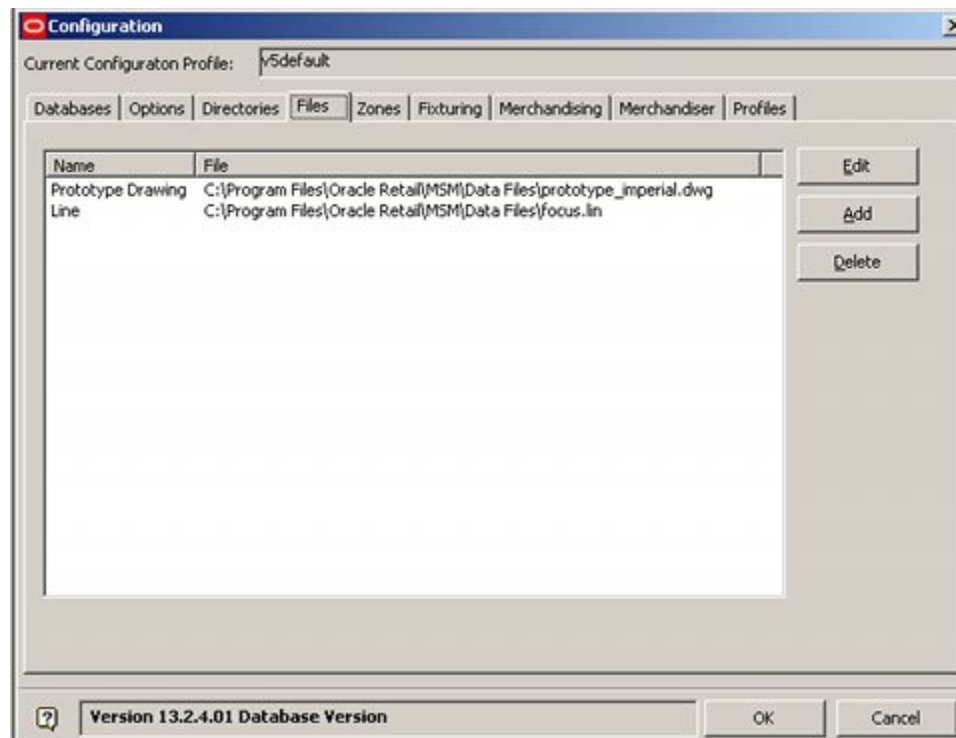 Configuration
Current Configuraton Profile: v5default
Databases Options Directories Files Zones Fixturing Merchandising Merchandiser Profiles
Name File
Prototype Drawing C:\Program Files\Oracle Retail\MSM\Data Files\prototype_imperial.dwg
Line C:\Program Files\Oracle Retail\MSM\Data Files\focus.lin
Edit
Add
Delete
Version 13.2.4.01 Database Version
OK Cancel